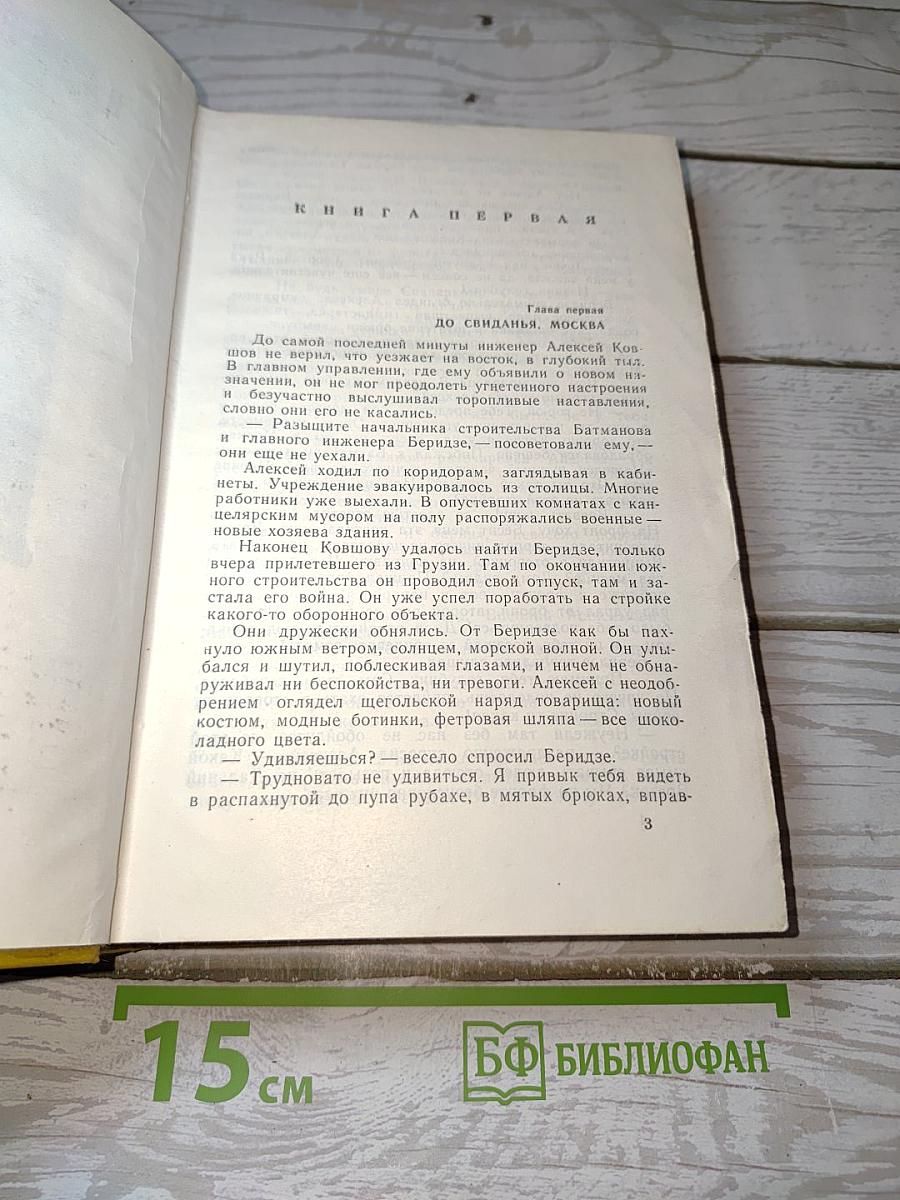 КНИГА ПЕРВАЯ
Глава первая
ДО СВИДАНЬЯ, МОСКВА
До самой последней минуты инженер Алексей Ков-
шов не верил, что уезжает на восток, в глубокий тыл.
В главном управлении, где ему объявили о новом на-
значении, он не мог преодолеть угнетенного настроения
и безучастно выслушивал торопливые наставления,
словно они его не касались.
— Разыщите начальника строительства Батманова
и главного инженера Беридзе, — посоветовали ему, —
они еще не уехали.
Алексей ходил по коридорам, заглядывая в каби-
неты. Учреждение эвакуировалось из столицы. Многие
работники уже выехали. В опустевших комнатах с кан-
целярским мусором на полу распоряжались военные —
новые хозяева здания.
Наконец Ковшову удалось найти Беридзе, только
вчера прилетевшего из Грузии. Там по окончании юж-
ного строительства он проводил свой отпуск, там и за-
стала его война. Он уже успел поработать на стройке
какого-то оборонного объекта.
Они дружески обнялись. От Беридзе как бы пах-
нуло южным ветром, солнцем, морской волной. Он улы-
бался и шутил, поблескивая глазами, и ничем не обна-
руживал ни беспокойства, ни тревоги. Алексей с неодоб-
рением оглядел щегольской наряд товарища: новый
костюм, модные ботинки, фетровая шляпа — все шоко-
ладного цвета.
— Удивляешься? — весело спросил Беридзе.
— Трудновато не удивиться. Я привык тебя видеть
в распахнутой до пупа рубахе, в мятых брюках, вправ-
3
15 см
БФ БИБЛИОФАН